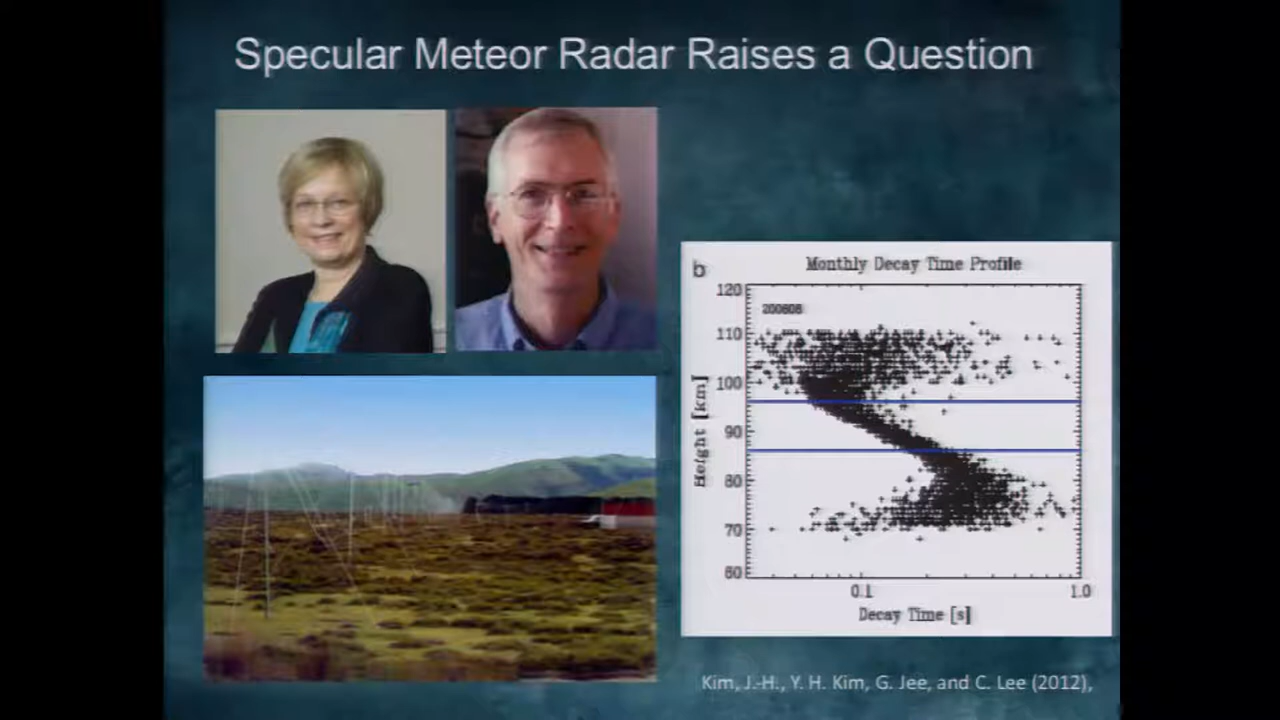 Specular Meteor Radar Raises a Question
b
Monthly Decay Time Profile
200608
120
110
100
90
80
70
60
Height [km]
0.1
1.0
Decay Time [s]
Kim, J.-H., Y. H. Kim, G. Jee, and C. Lee (2012),